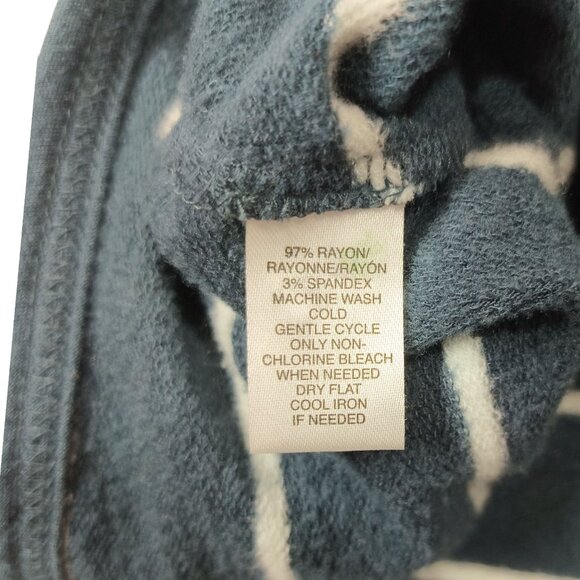 97% RAYON/
RAYONNE/RAYÓN
3% SPANDEX
MACHINE WASH
COLD
GENTLE CYCLE
ONLY NON-
CHLORINE BLEACH
WHEN NEEDED
DRY FLAT
COOL IRON
IF NEEDED